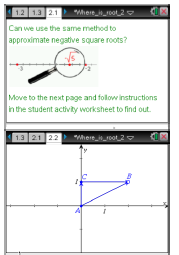 1.2 1.3 2.1 *Where_is_root_2
Can we use the same method to
approximate negative square roots?
-√5
-3 -2
Move to the next page and follow instructions
in the student activity worksheet to find out.
1.3 2.1 2.2 *Where_is_root_2
y
1 C B
A 1 x